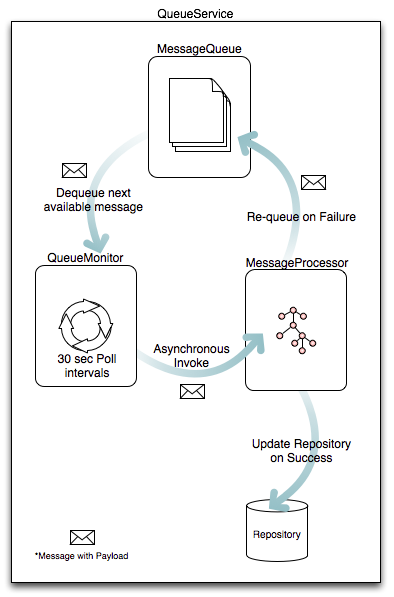 QueueService
MessageQueue
Dequeue next
available message
Re-queue on Failure
QueueMonitor
MessageProcessor
30 sec Poll
intervals
Asynchronous
Invoke
Update Repository
on Success
Repository
*Message with Payload